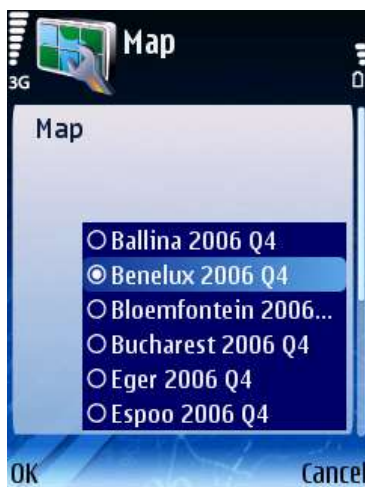 Map
3G
Map
Ballina 2006 Q4
Benelux 2006 Q4
Bloemfontein 2006...
Bucharest 2006 Q4
Eger 2006 Q4
Espoo 2006 Q4
OK Cancel